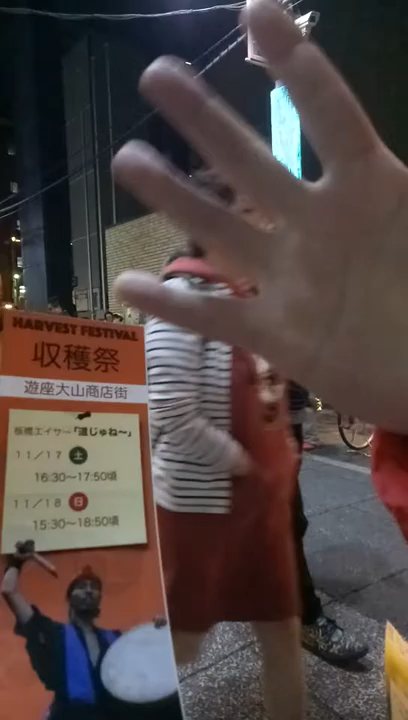 HARVEST FESTIVAL
収穫祭
遊座大山商店街
板橋エイサー「道じゅね〜」
11/17 土
16:30〜17:50頃
11/18 日
15:30〜18:50頃